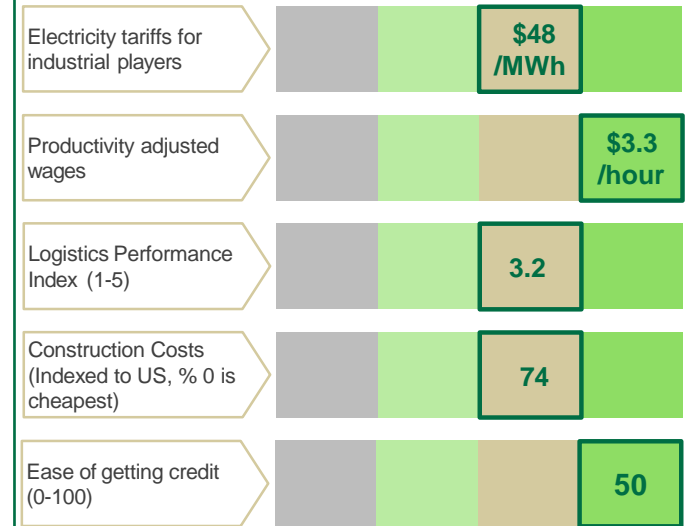 Electricity tariffs for
industrial players
$48
/MWh
Productivity adjusted
wages
$3.3
/hour
Logistics Performance
Index (1-5)
3.2
Construction Costs
(Indexed to US, % 0 is
cheapest)
74
Ease of getting credit
(0-100)
50